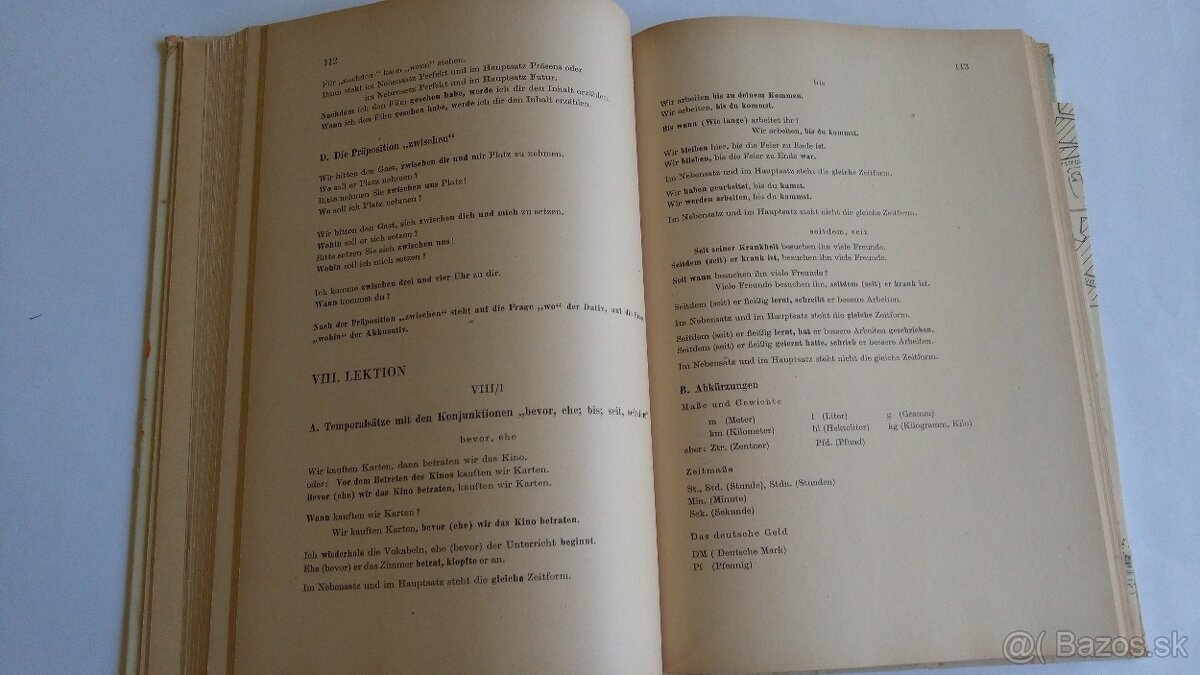 112
Für „nachdem" kann „wenn" stehen.
Dann steht im Nebensatz Perfekt und im Hauptsatz Präsens oder
im Nebensatz Perfekt und im Hauptsatz Futur.
Nachdem ich den Film gesehen habe, werde ich dir den Inhalt erzählen.
Wenn ich den Film gesehen habe, werde ich dir den Inhalt erzählen.
D. Die Präposition „zwischen"
Wir bitten den Gast, zwischen dir und mir Platz zu nehmen.
Wo soll er Platz nehmen?
Bitte nehmen Sie zwischen uns Platz!
Wo soll ich Platz nehmen?
Wir bitten den Gast, sich zwischen dich und mich zu setzen.
Wohin soll er sich setzen?
Bitte setzen Sie sich zwischen uns!
Wohin soll ich mich setzen?
Ich komme zwischen drei und vier Uhr zu dir.
Wann kommst du?
Nach der Präposition „zwischen" steht auf die Frage „wo" der Dativ, auf die
„wohin" der Akkusativ.
VIII. LEKTION
VIII/1
A. Temporalsätze mit den Konjunktionen „bevor, ehe; bis; seit, seitdem"
bevor, ehe
Wir kauften Karten, dann betraten wir das Kino.
oder: Vor dem Betreten des Kinos kauften wir Karten.
Bevor (ehe) wir das Kino betraten, kauften wir Karten.
Wann kauften wir Karten?
Wir kauften Karten, bevor (ehe) wir das Kino betraten.
Ich wiederhole die Vokabeln, ehe (bevor) der Unterricht beginnt.
Ehe (bevor) er das Zimmer betrat, klopfte er an.
Im Nebensatz und im Hauptsatz steht die gleiche Zeitform.
113
bis
Wir arbeiten bis zu deinem Kommen.
Wir arbeiten, bis du kommst.
Bis wann (Wie lange) arbeitet ihr?
Wir arbeiten, bis du kommst.
Wir bleiben hier, bis die Feier zu Ende ist.
Wir blieben, bis die Feier zu Ende war.
Im Nebensatz und im Hauptsatz steht die gleiche Zeitform.
Wir haben gearbeitet, bis du kamst.
Wir werden arbeiten, bis du kommst.
Im Nebensatz und im Hauptsatz steht nicht die gleiche Zeitform.
seitdem, seit
Seit seiner Krankheit besuchen ihn viele Freunde.
Seitdem (seit) er krank ist, besuchen ihn viele Freunde.
Seit wann besuchen ihn viele Freunde?
Viele Freunde besuchen ihn, seitdem (seit) er krank ist.
Seitdem (seit) er fleißig lernt, schreibt er bessere Arbeiten.
Im Nebensatz und im Hauptsatz steht die gleiche Zeitform.
Seitdem (seit) er fleißig lernt, hat er bessere Arbeiten geschrieben.
Seitdem (seit) er fleißig gelernt hatte, schrieb er bessere Arbeiten.
Im Nebensatz und im Hauptsatz steht nicht die gleiche Zeitform.
B. Abkürzungen
Maße und Gewichte
m (Meter) l (Liter) g (Gramm)
km (Kilometer) hl (Hektoliter) kg (Kilogramm, Kilo)
aber: Ztr. (Zentner) Pfd. (Pfund)
Zeitmaße
St., Std. (Stunde), Stdn. (Stunden)
Min. (Minute)
Sek. (Sekunde)
Das deutsche Geld
DM (Deutsche Mark)
Pf (Pfennig)
@( Bazos.sk